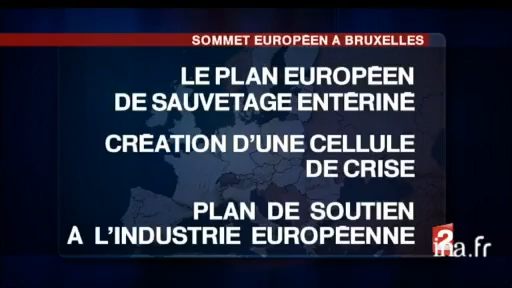 SOMMET EUROPÉEN À BRUXELLES
LE PLAN EUROPÉEN
DE SAUVETAGE ENTÉRINÉ
CRÉATION D'UNE CELLULE
DE CRISE
PLAN DE SOUTIEN
A L'INDUSTRIE EUROPÉENNE
2
ina.fr